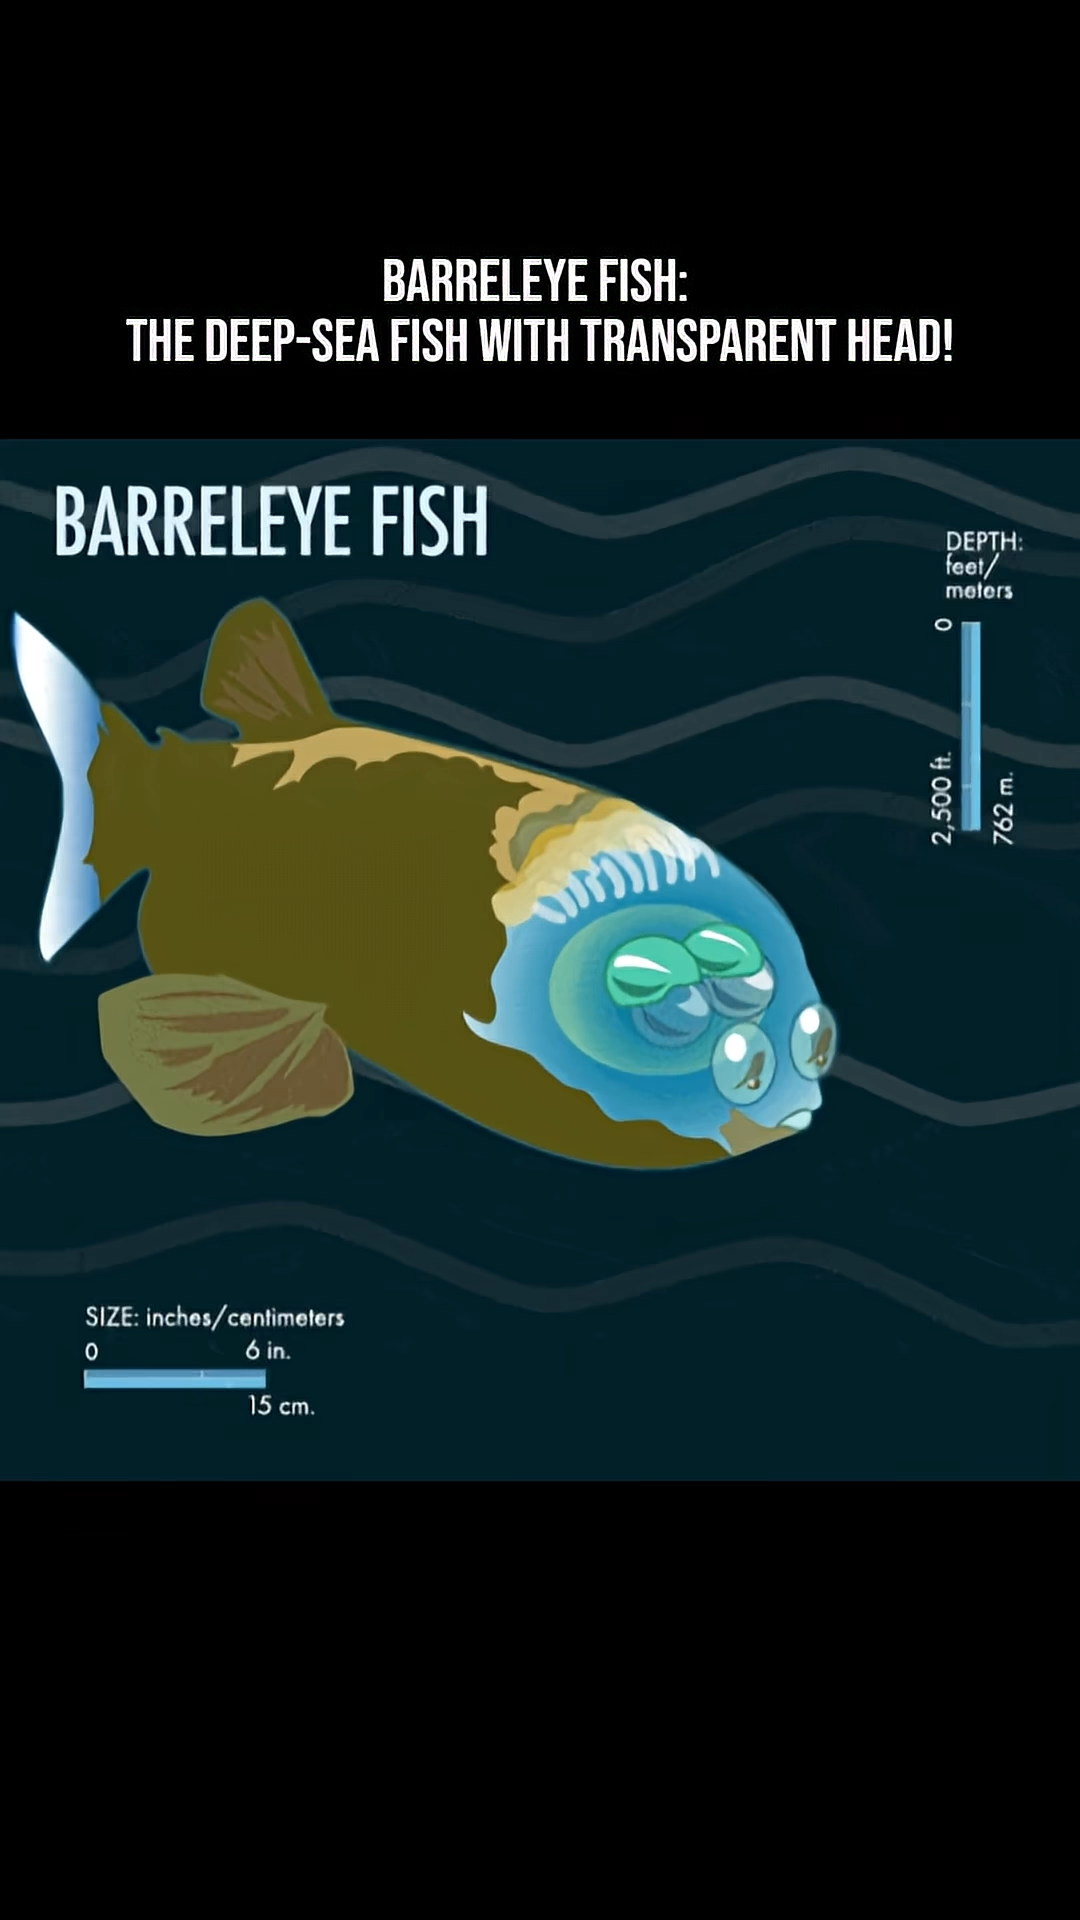 BARRELEYE FISH:
THE DEEP-SEA FISH WITH TRANSPARENT HEAD!
BARRELEYE FISH
DEPTH:
feet/
meters
0
2,500 ft.
762 m.
SIZE: inches/centimeters
0 6 in.
15 cm.